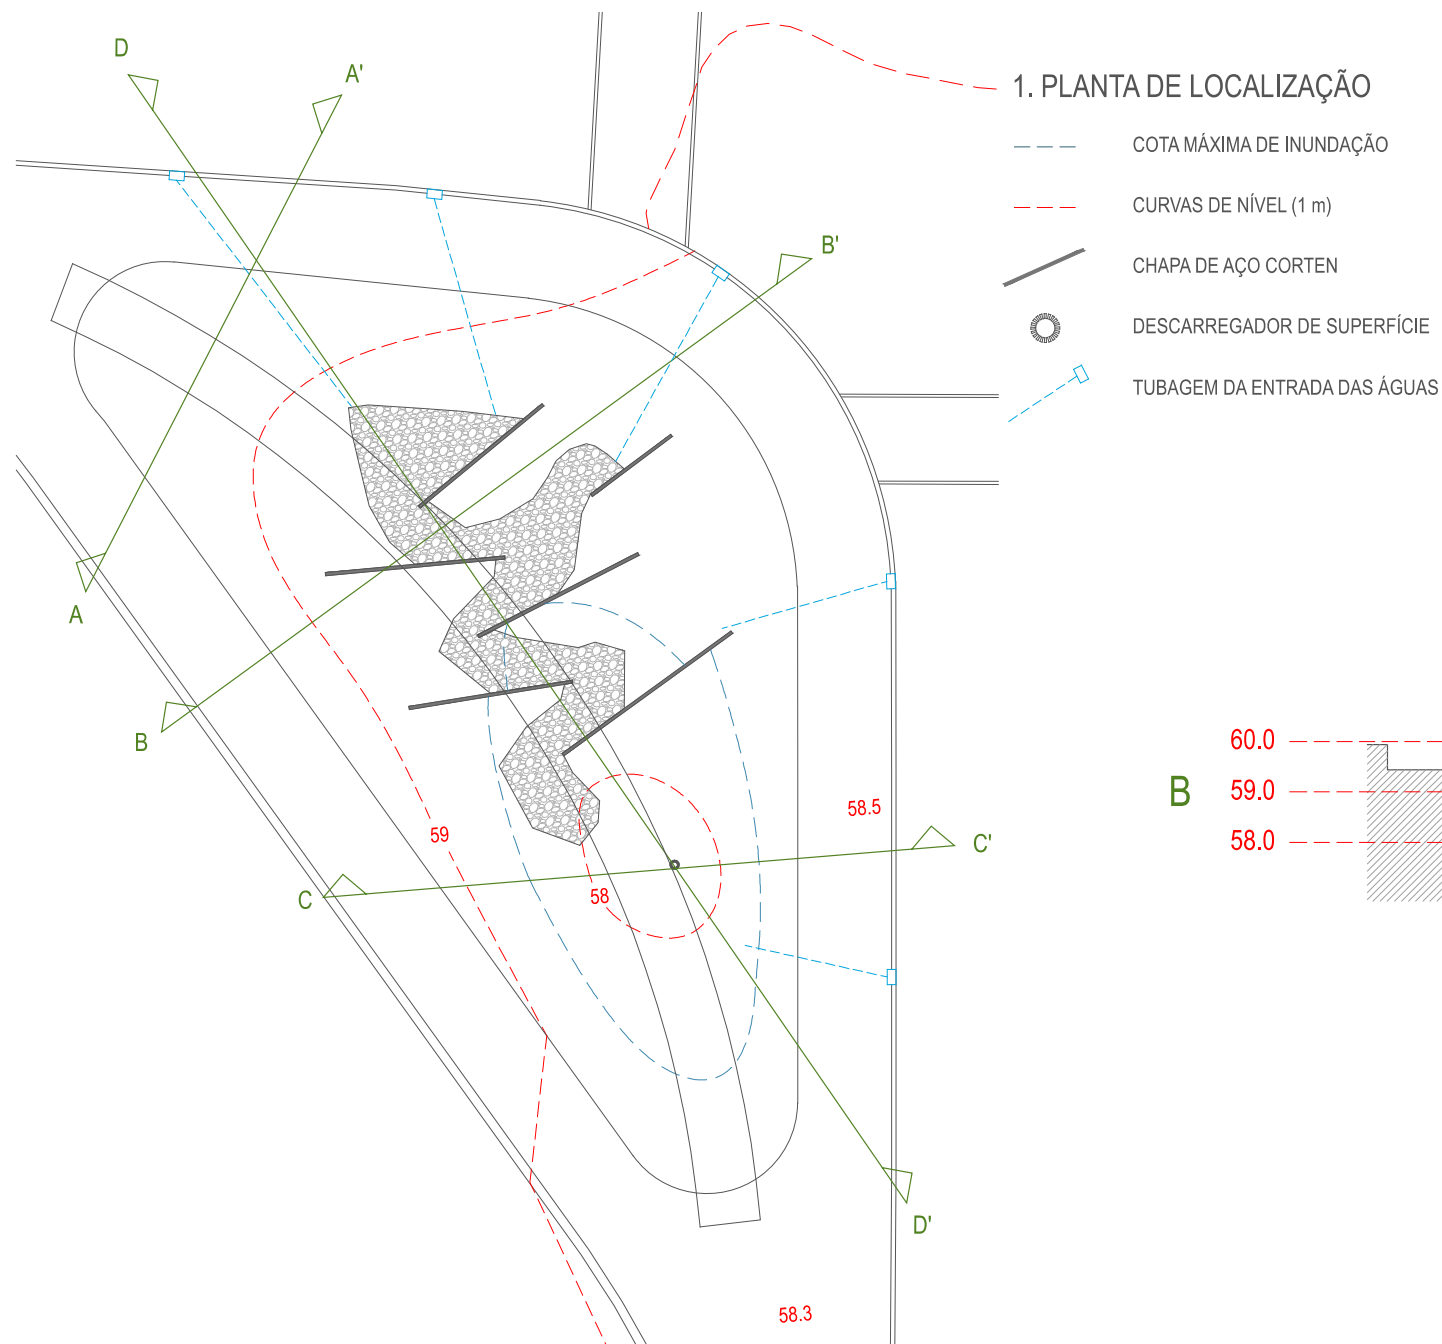 D
A'
1. PLANTA DE LOCALIZAÇÃO
COTA MÁXIMA DE INUNDAÇÃO
CURVAS DE NÍVEL (1 m)
B'
CHAPA DE AÇO CORTEN
DESCARREGADOR DE SUPERFÍCIE
TUBAGEM DA ENTRADA DAS ÁGUAS
A
B
60.0
B
59.0
58.0
58.5
59
C'
C
58
D'
58.3